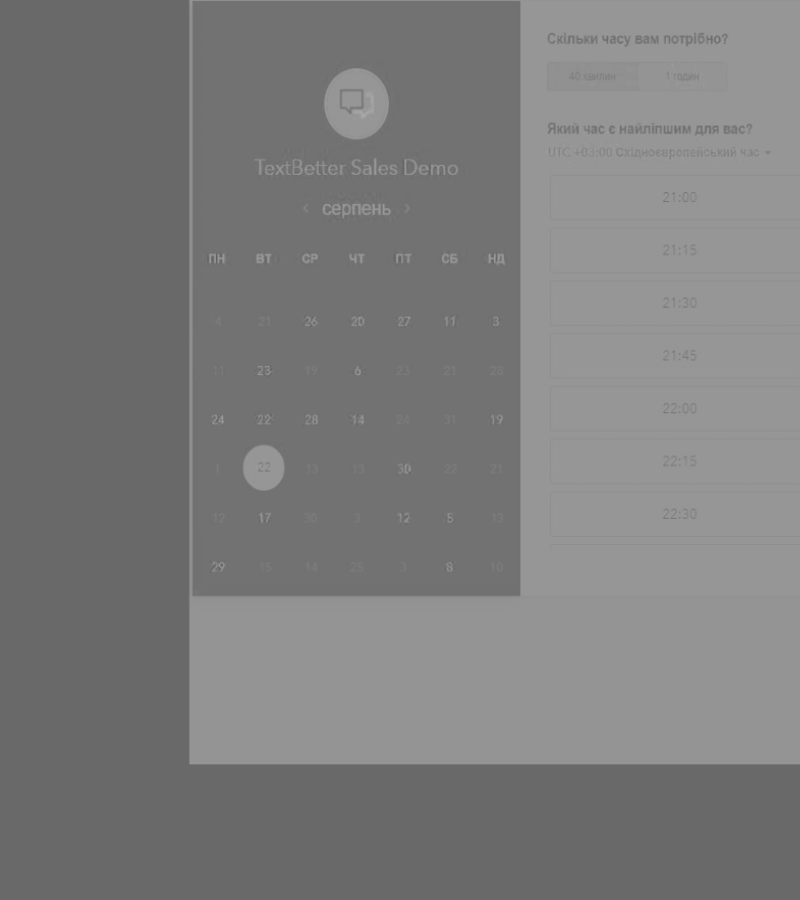 TextBetter Sales Demo
серпень
ПН ВТ СР ЧТ ПТ СБ НД
4 31 26 20 27 11 3
11 23 19 6 23 21 28
24 22 28 14 24 31 19
1 22 13 13 30 22 21
13 17 30 3 12 5 13
29 15 14 25 3 8 10
Скільки часу вам потрібно?
40 хвилин 1 годин
Який час є найліпшим для вас?
UTC +03:00 Східноєвропейський час
21:00
21:15
21:30
21:45
22:00
22:15
22:30